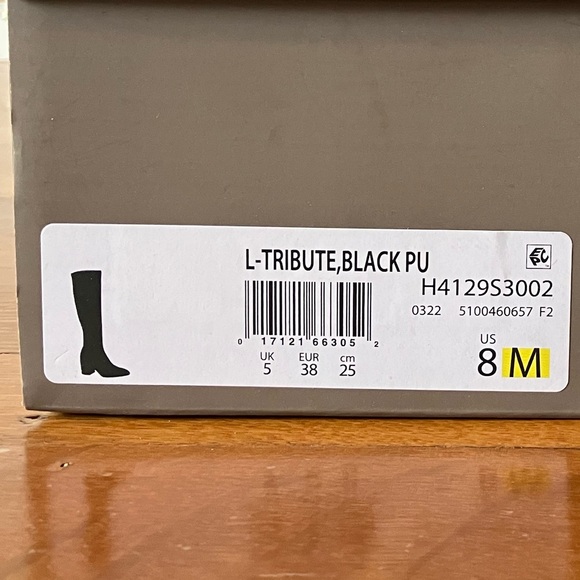 L-TRIBUTE,BLACK PU
H4129S3002
0322 5100460657 F2
0 17121 66305 2
UK EUR cm
5 38 25
US
8 M